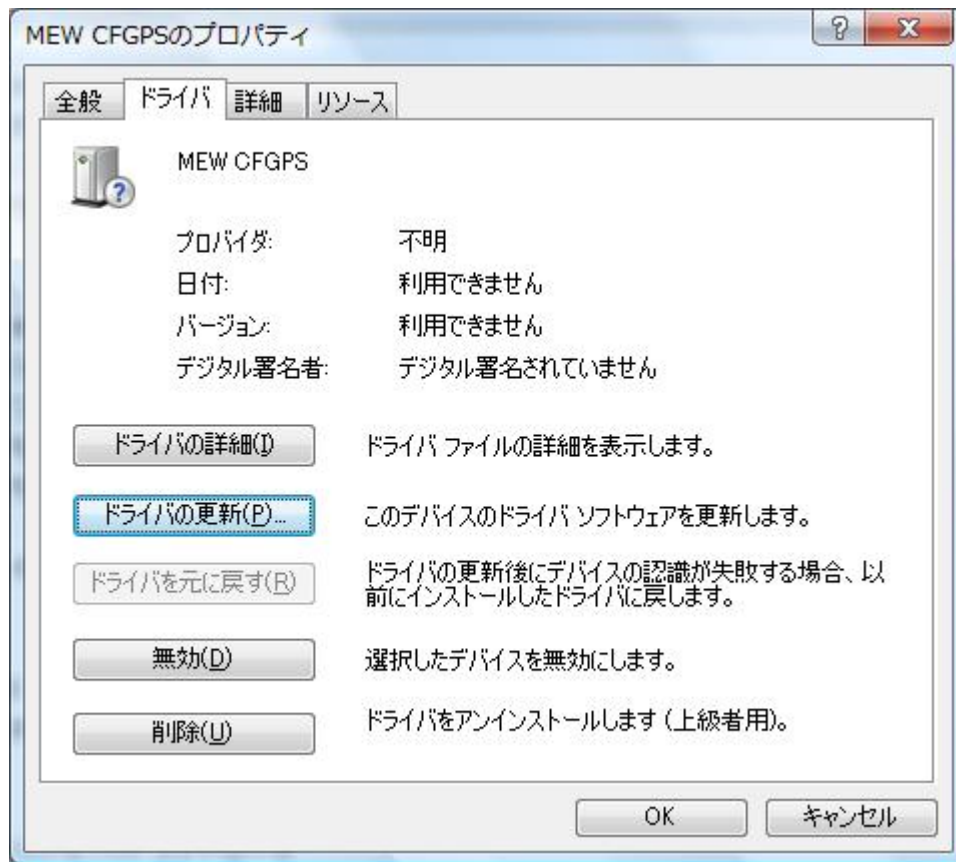 MEW CFGPSのプロパティ
全般 ドライバ 詳細 リソース
MEW CFGPS
プロバイダ: 不明
日付: 利用できません
バージョン: 利用できません
デジタル署名者: デジタル署名されていません
ドライバの詳細(I) ドライバ ファイルの詳細を表示します。
ドライバの更新(P)... このデバイスのドライバ ソフトウェアを更新します。
ドライバを元に戻す(R) ドライバの更新後にデバイスの認識が失敗する場合、以
前にインストールしたドライバに戻します。
無効(D) 選択したデバイスを無効にします。
削除(U) ドライバをアンインストールします (上級者用)。
OK キャンセル